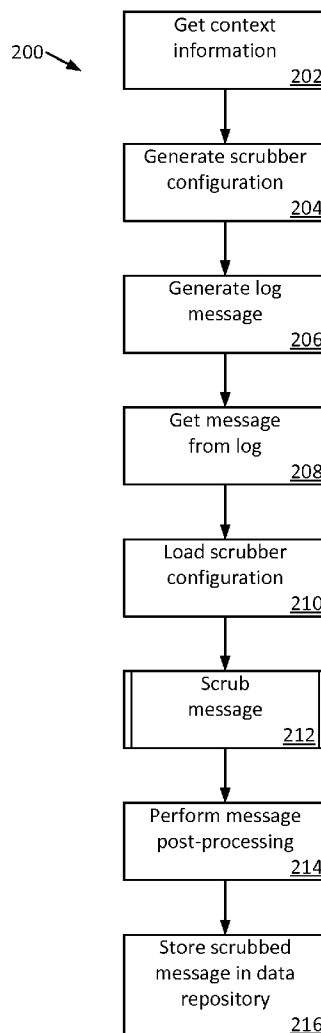 200
Get context
information
202
Generate scrubber
configuration
204
Generate log
message
206
Get message
from log
208
Load scrubber
configuration
210
Scrub
message
212
Perform message
post-processing
214
Store scrubbed
message in data
repository
216